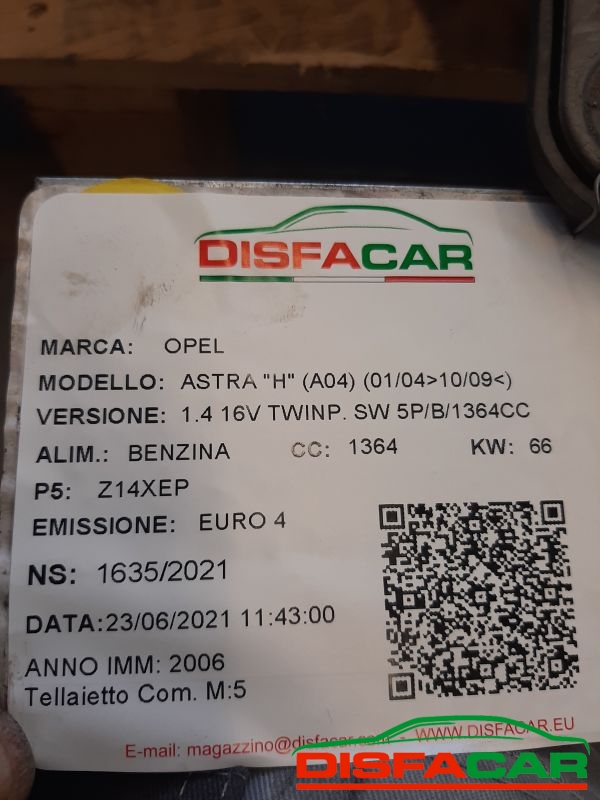 DISFACAR
MARCA: OPEL
MODELLO: ASTRA "H" (A04) (01/04>10/09<)
VERSIONE: 1.4 16V TWINP. SW 5P/B/1364CC
ALIM.: BENZINA CC: 1364 KW: 66
P5: Z14XEP
EMISSIONE: EURO 4
NS: 1635/2021
DATA:23/06/2021 11:43:00
ANNO IMM: 2006
Tellaietto Com. M:5
E-mail: magazzino@disfacar.com - WWW.DISFACAR.EU
DISFACAR